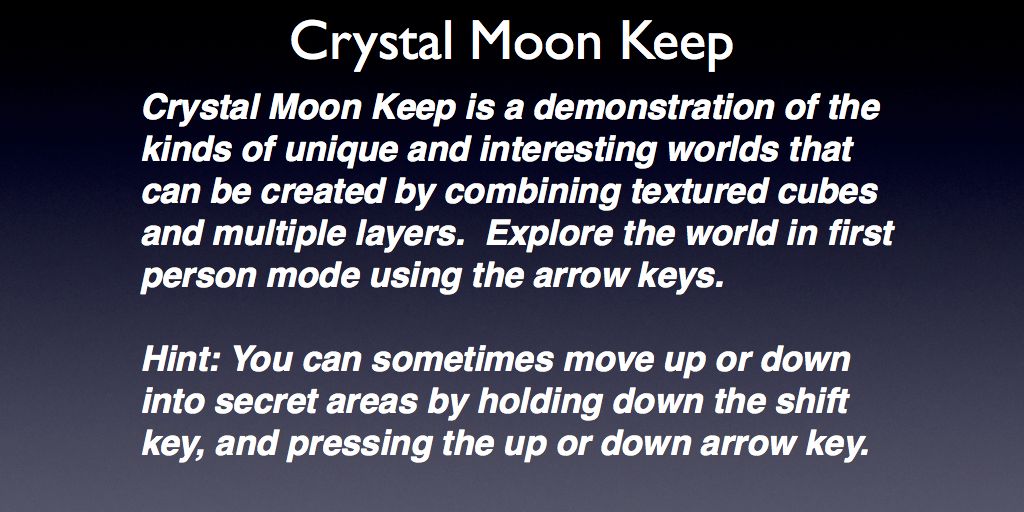 Crystal Moon Keep
Crystal Moon Keep is a demonstration of the
kinds of unique and interesting worlds that
can be created by combining textured cubes
and multiple layers.  Explore the world in first
person mode using the arrow keys.
Hint: You can sometimes move up or down
into secret areas by holding down the shift
key, and pressing the up or down arrow key.